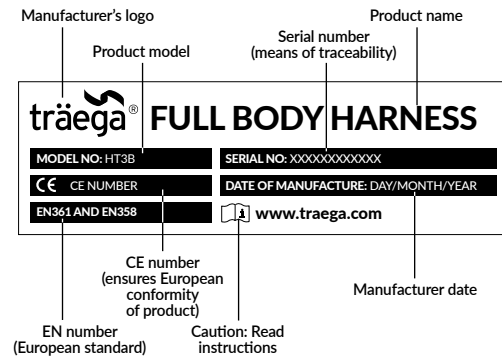 Manufacturer's logo
Product name
Serial number
(means of traceability)
Product model
träega® FULL BODY HARNESS
MODEL NO: HT3B
SERIAL NO: XXXXXXXXXXXXX
CE CE NUMBER
DATE OF MANUFACTURE: DAY/MONTH/YEAR
EN361 AND EN358
i www.traega.com
CE number
(ensures European
conformity
of product)
Manufacturer date
EN number
(European standard)
Caution: Read
instructions